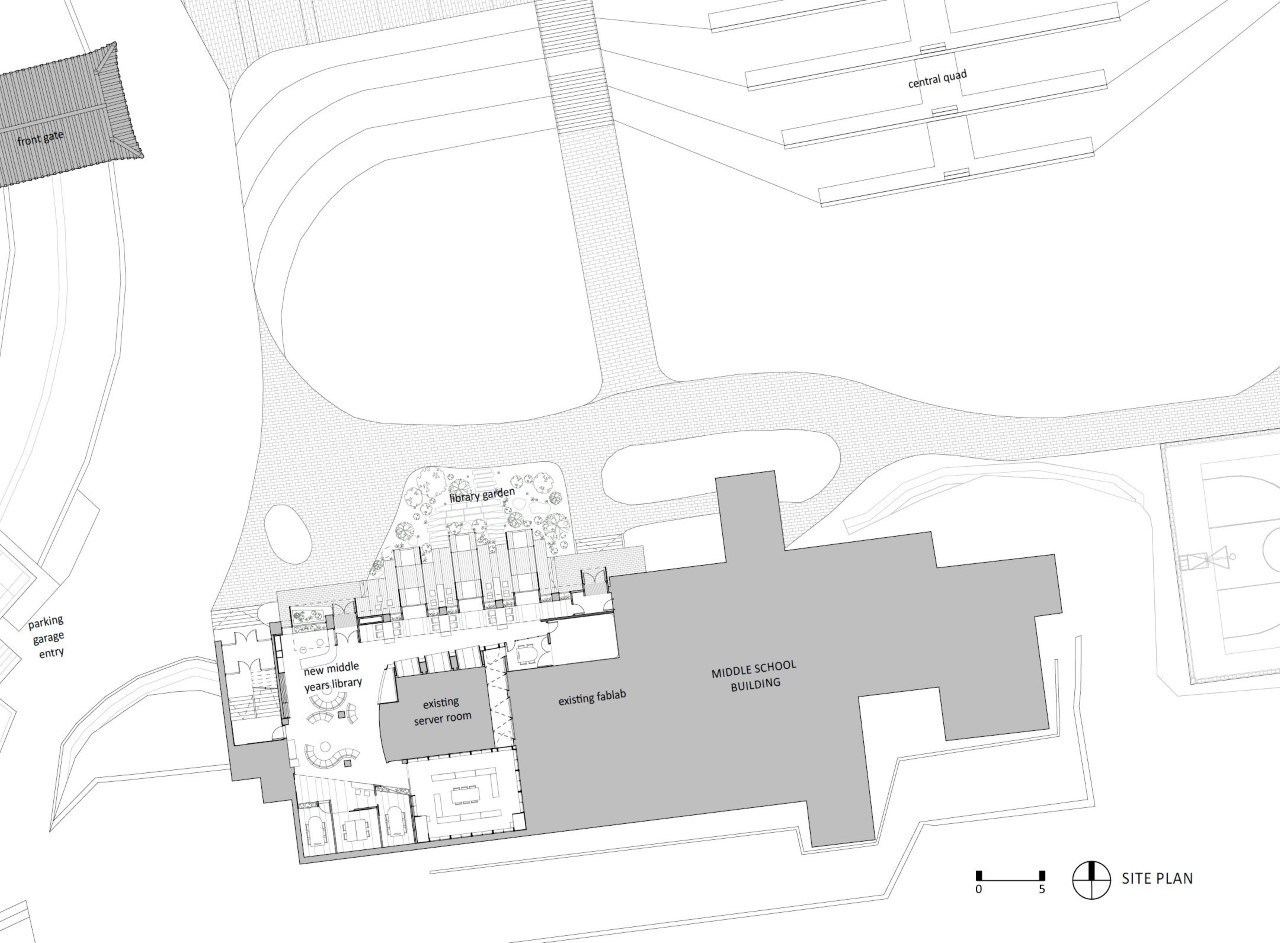 central quad
front gate
library garden
parking
garage
entry
new middle
years library
existing
server room
existing fablab
MIDDLE SCHOOL
BUILDING
0 5
SITE PLAN